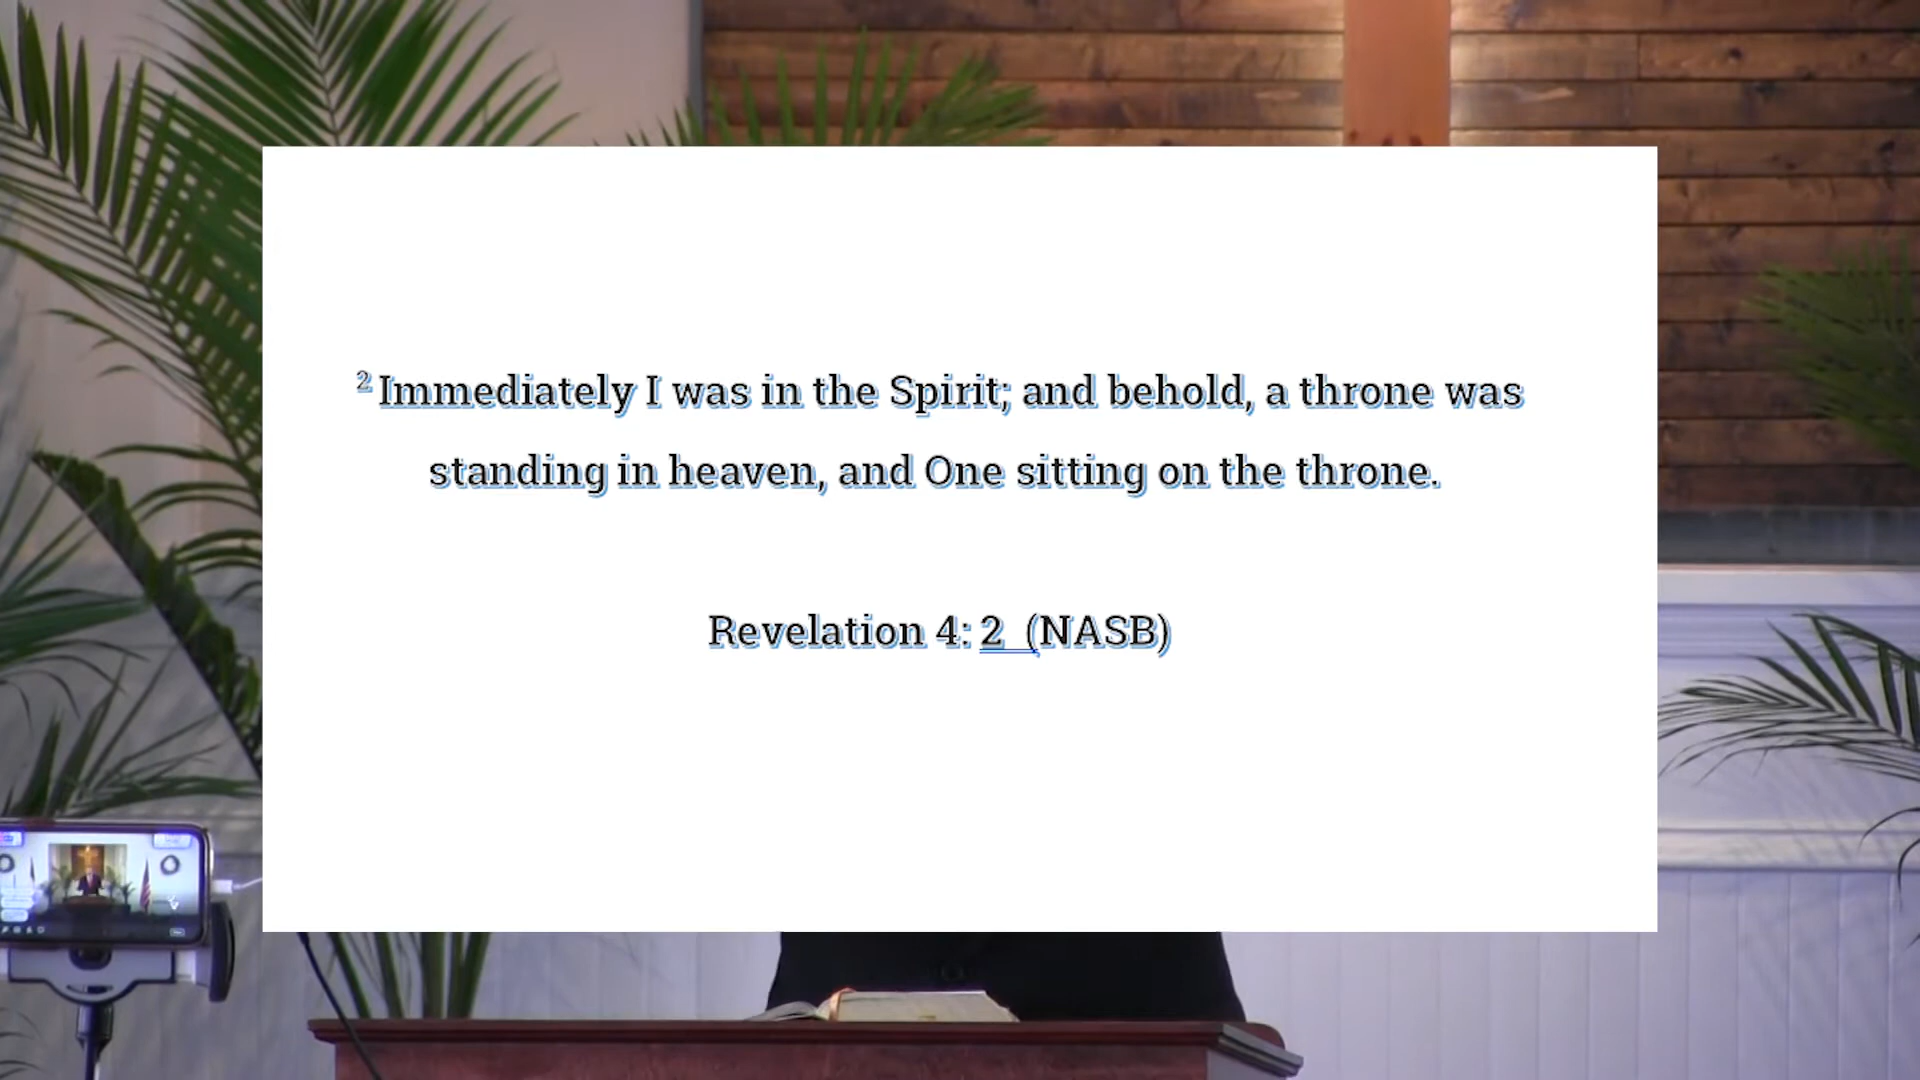 2 Immediately I was in the Spirit; and behold, a throne was
standing in heaven, and One sitting on the throne.
Revelation 4: 2  (NASB)